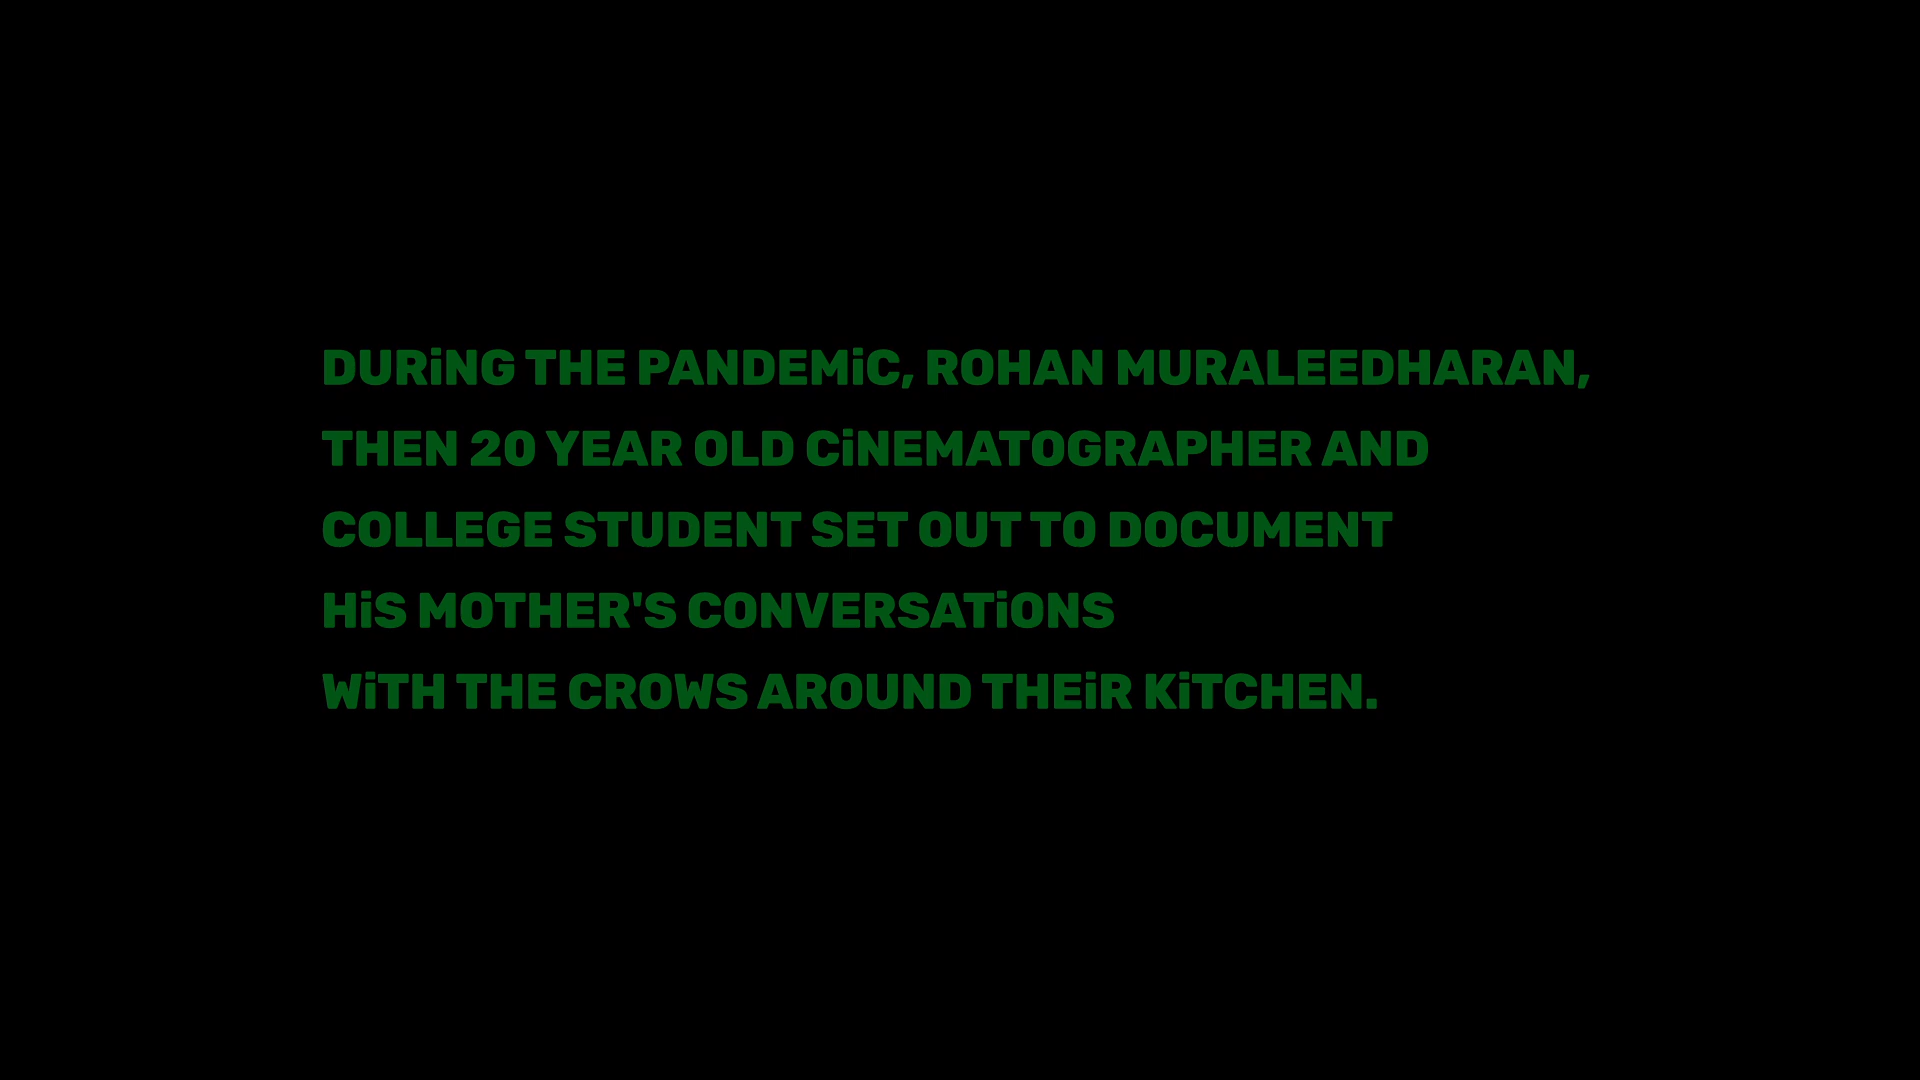 DURiNG THE PANDEMiC, ROHAN MURALEEDHARAN,
THEN 20 YEAR OLD CiNEMATOGRAPHER AND
COLLEGE STUDENT SET OUT TO DOCUMENT
HiS MOTHER'S CONVERSATiONS
WiTH THE CROWS AROUND THEiR KiTCHEN.